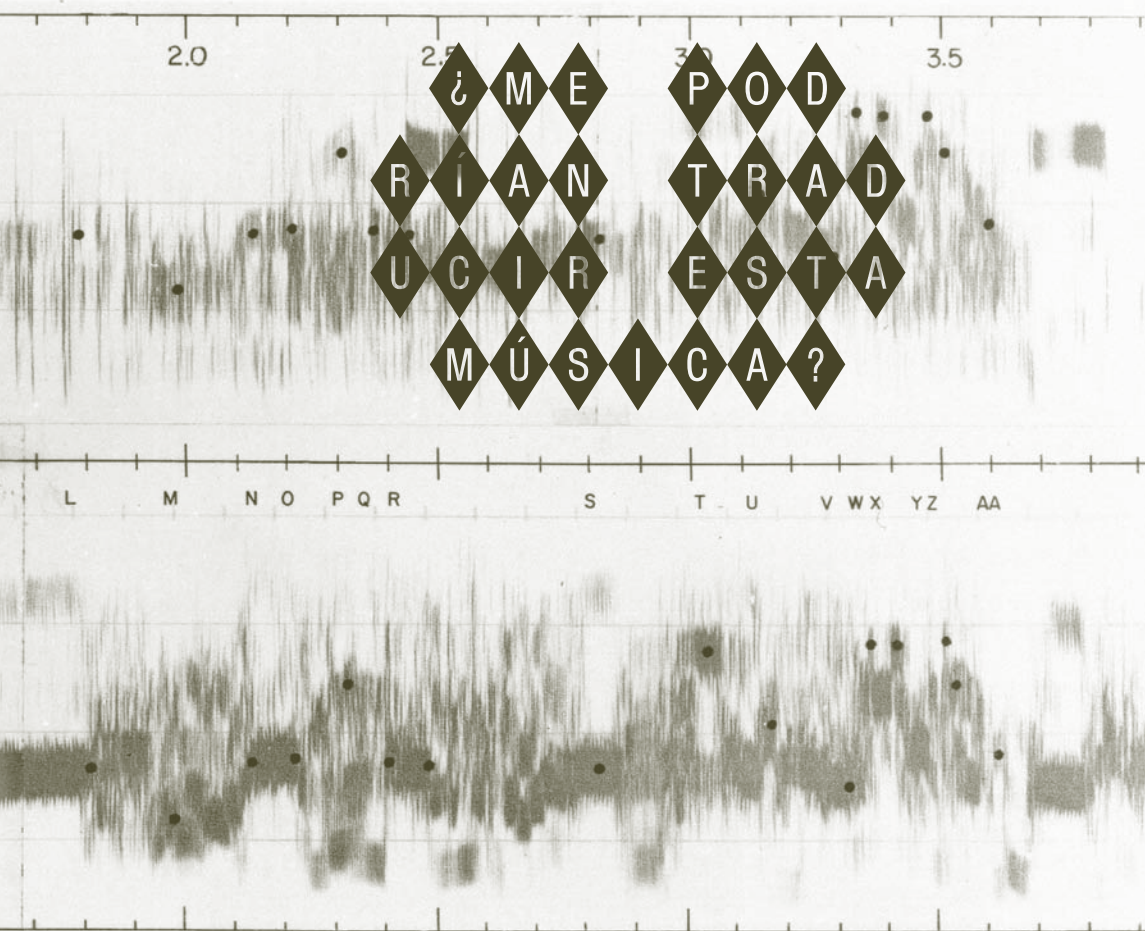 2.0 2.5 3.0 3.5
¿ME POD
RÍAN TRAD
UCIR ESTA
MÚSICA?
L M N O P Q R S T U V W X Y Z AA